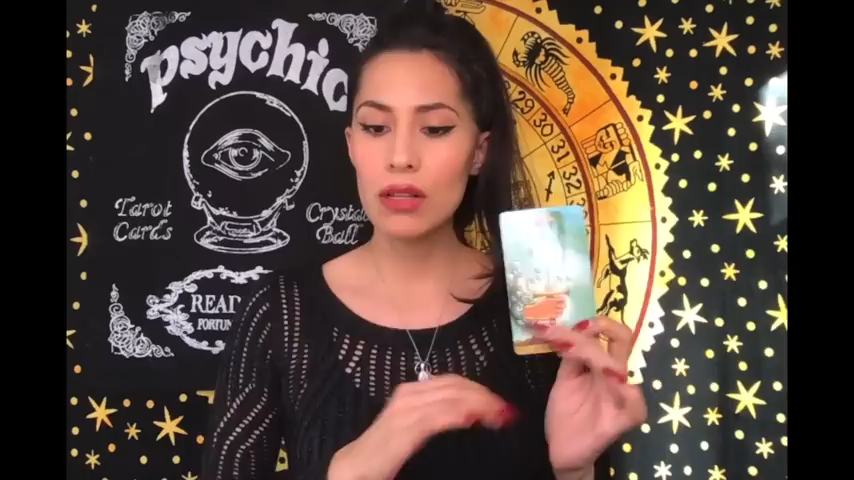 psychic
Tarot
Cards
Crystal
Ball
READ
FORTUN
29
30
31
32